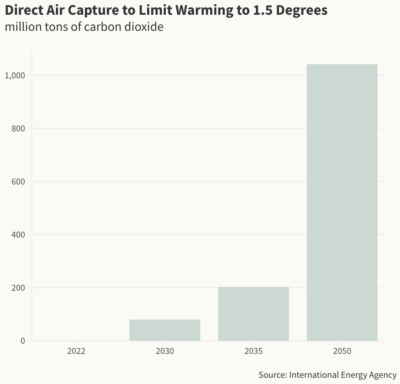 Direct Air Capture to Limit Warming to 1.5 Degrees
million tons of carbon dioxide
1,000
800
600
400
200
0
2022 2030 2035 2050
Source: International Energy Agency